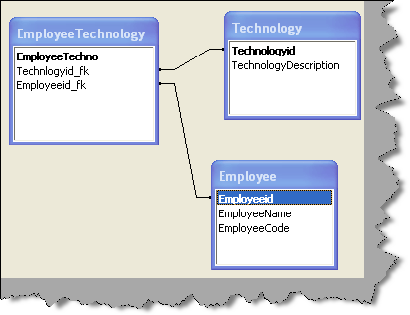 EmployeeTechnology
EmployeeTechno
Technlogyid_fk
Employeeid_fk
Technology
Technologyid
TechnologyDescription
Employee
Employeeid
EmployeeName
EmployeeCode